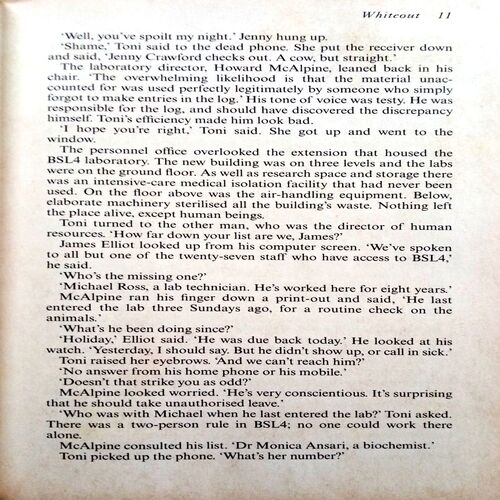 Whiteout 11
'Well, you've spoilt my night.' Jenny hung up.
'Shame,' Toni said to the dead phone. She put the receiver down
and said, 'Jenny Crawford checks out. A cow, but straight.'
The laboratory director, Howard McAlpine, leaned back in his
chair. 'The overwhelming likelihood is that the material unac-
counted for was used perfectly legitimately by someone who simply
forgot to make entries in the log.' His tone of voice was testy. He was
responsible for the log, and should have discovered the discrepancy
himself. Toni's efficiency made him look bad.
'I hope you're right,' Toni said. She got up and went to the
window.
The personnel office overlooked the extension that housed the
BSL4 laboratory. The new building was on three levels and the labs
were on the ground floor. As well as research space and storage there
was an intensive-care medical isolation facility that had never been
used. On the floor above was the air-handling equipment. Below,
elaborate machinery sterilised all the building's waste. Nothing left
the place alive, except human beings.
Toni turned to the other man, who was the director of human
resources. 'How far down your list are we, James?'
James Elliot looked up from his computer screen. 'We've spoken
to all but one of the twenty-seven staff who have access to BSL4,'
he said.
'Who's the missing one?'
'Michael Ross, a lab technician. He's worked here for eight years.'
McAlpine ran his finger down a print-out and said, 'He last
entered the lab three Sundays ago, for a routine check on the
animals.'
'What's he been doing since?'
'Holiday,' Elliot said. 'He was due back today.' He looked at his
watch. 'Yesterday, I should say. But he didn't show up, or call in sick.'
Toni raised her eyebrows. 'And we can't reach him?'
'No answer from his home phone or his mobile.'
'Doesn't that strike you as odd?'
McAlpine looked worried. 'He's very conscientious. It's surprising
that he should take unauthorised leave.'
'Who was with Michael when he last entered the lab?' Toni asked.
There was a two-person rule in BSL4; no one could work there
alone.
McAlpine consulted his list. 'Dr Monica Ansari, a biochemist.'
Toni picked up the phone. 'What's her number?'